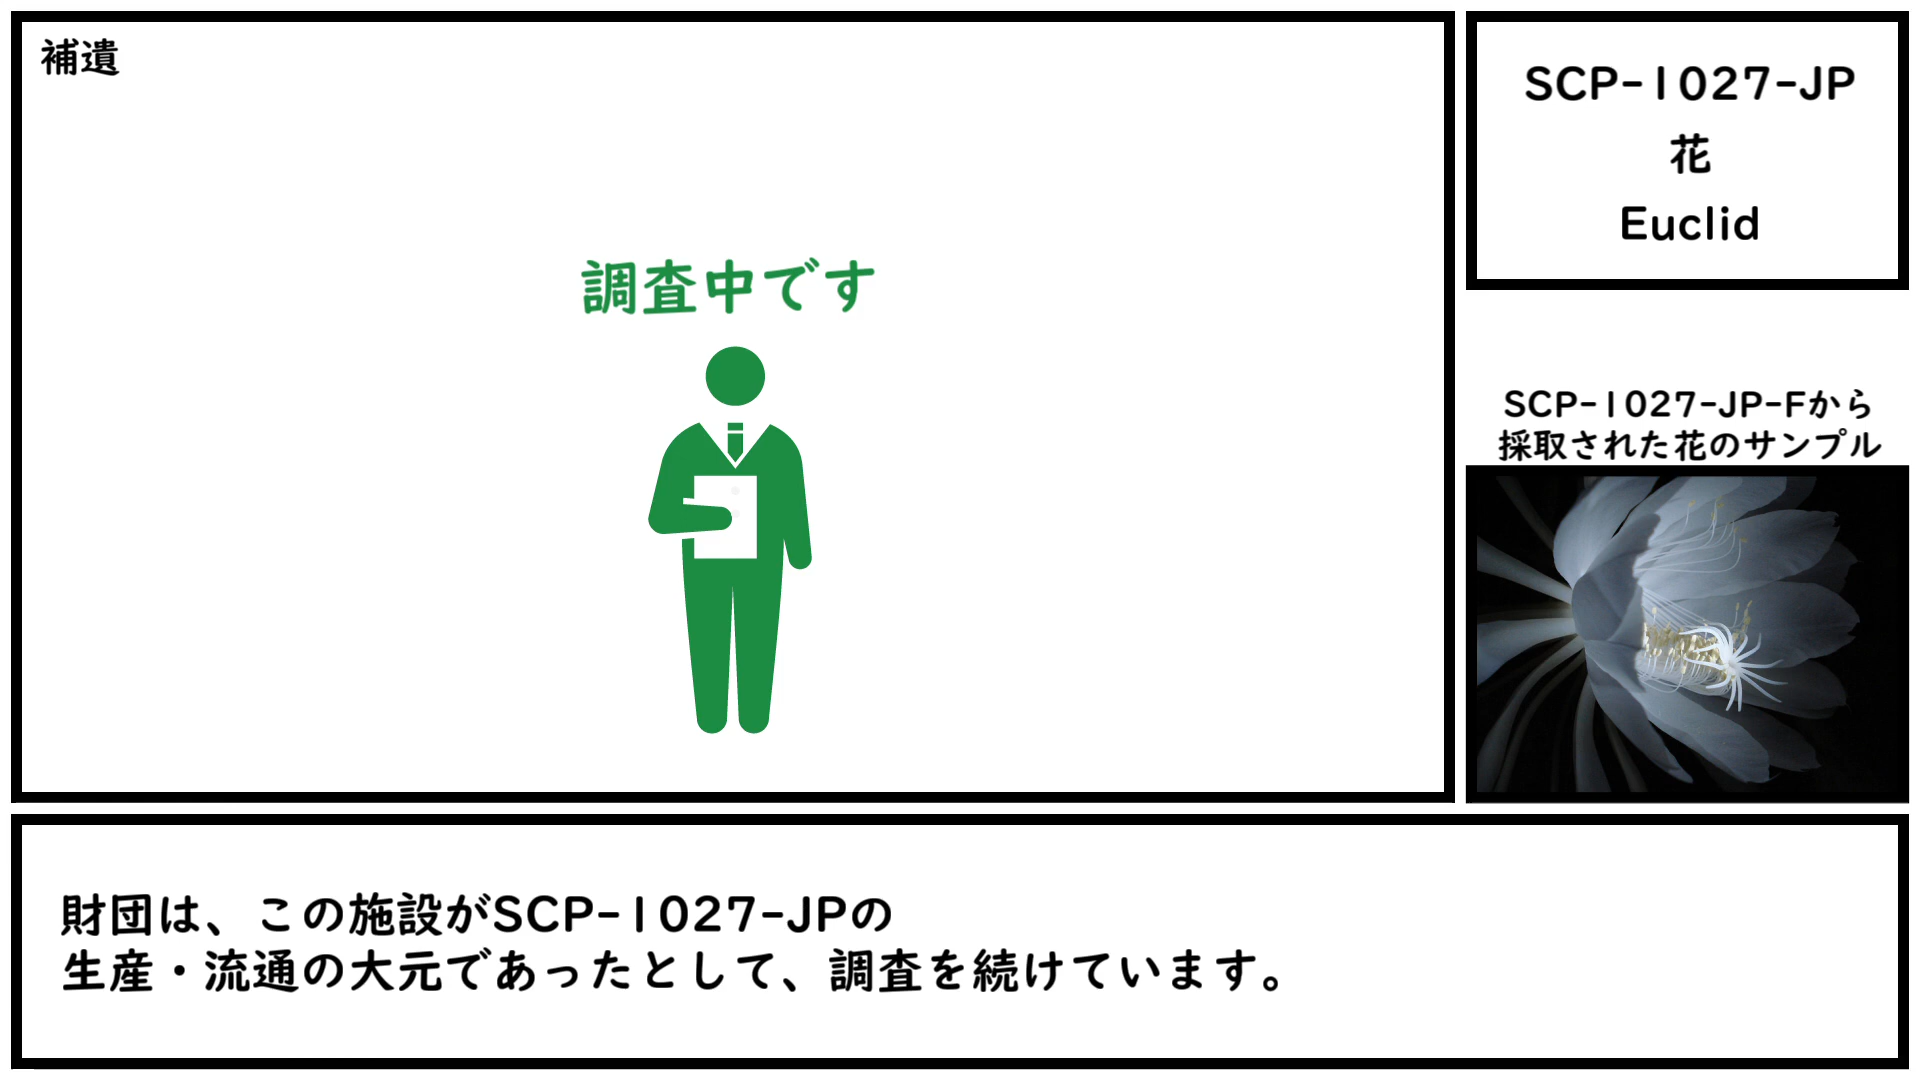 補遺
調査中です
SCP-1027-JP
花
Euclid
SCP-1027-JP-Fから
採取された花のサンプル
財団は、この施設がSCP-1027-JPの
生産・流通の大元であったとして、調査を続けています。